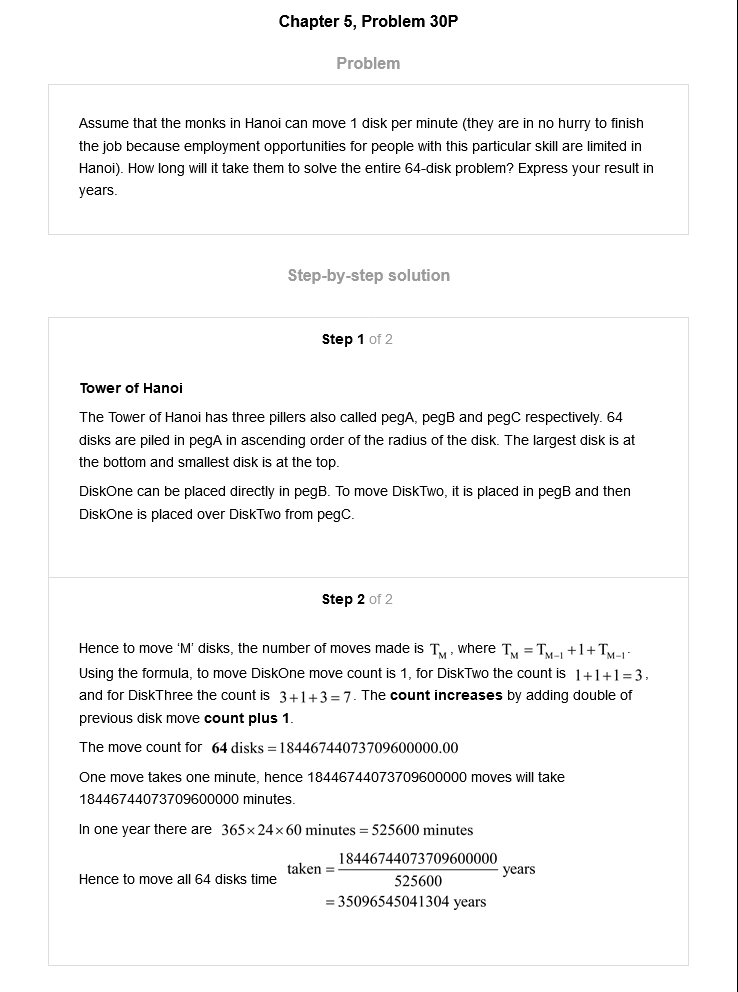 Chapter 5, Problem 30P
Problem
Assume that the monks in Hanoi can move 1 disk per minute (they are in no hurry to finish
the job because employment opportunities for people with this particular skill are limited in
Hanoi). How long will it take them to solve the entire 64-disk problem? Express your result in
years.
Step-by-step solution
Step 1 of 2
Tower of Hanoi
The Tower of Hanoi has three pillers also called pegA, pegB and pegC respectively. 64
disks are piled in pegA in ascending order of the radius of the disk. The largest disk is at
the bottom and smallest disk is at the top.
DiskOne can be placed directly in pegB. To move DiskTwo, it is placed in pegB and then
DiskOne is placed over DiskTwo from pegC.
Step 2 of 2
Hence to move ‘M’ disks, the number of moves made is T_M , where T_M = T_{M−1} +1+ T_{M−1}.
Using the formula, to move DiskOne move count is 1, for DiskTwo the count is 1+1+1=3,
and for DiskThree the count is 3+1+3=7. The count increases by adding double of
previous disk move count plus 1.
The move count for 64 disks =18446744073709600000.00
One move takes one minute, hence 18446744073709600000 moves will take
18446744073709600000 minutes.
In one year there are 365×24×60 minutes = 525600 minutes
Hence to move all 64 disks time taken = 18446744073709600000/525600 years
= 35096545041304 years